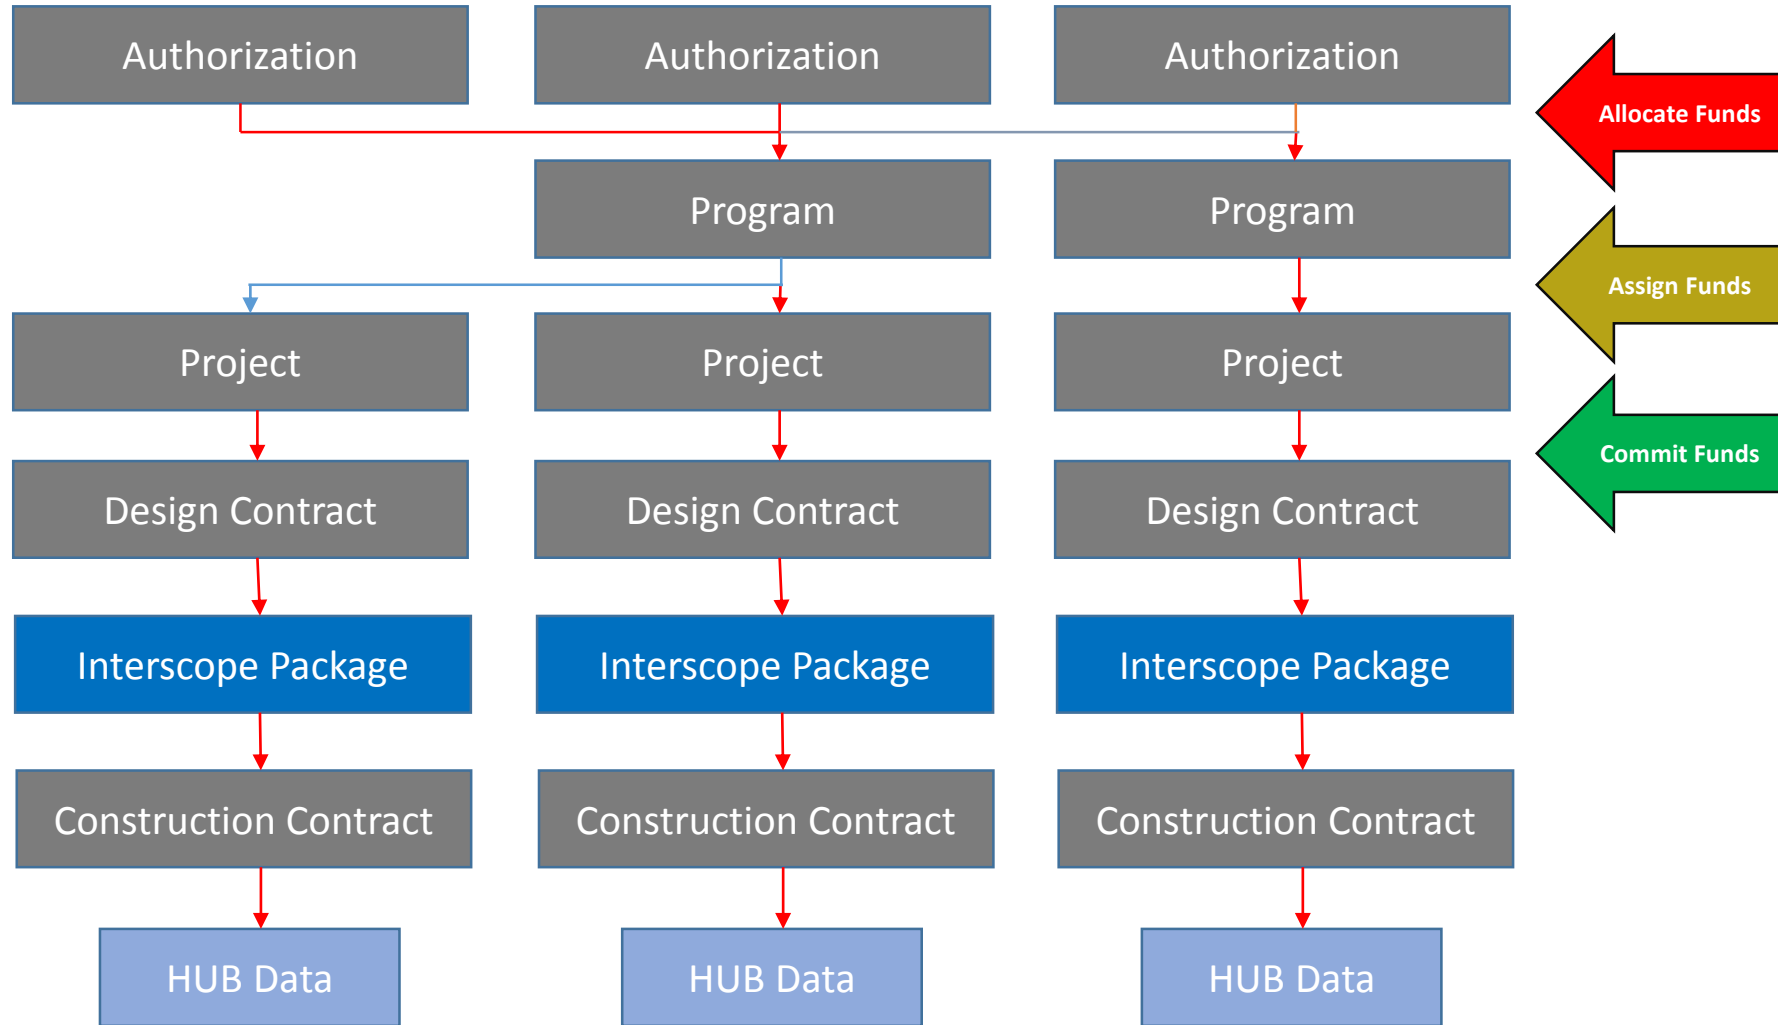 Authorization
Authorization
Authorization
Allocate Funds
Program
Program
Assign Funds
Project
Project
Project
Commit Funds
Design Contract
Design Contract
Design Contract
Interscope Package
Interscope Package
Interscope Package
Construction Contract
Construction Contract
Construction Contract
HUB Data
HUB Data
HUB Data